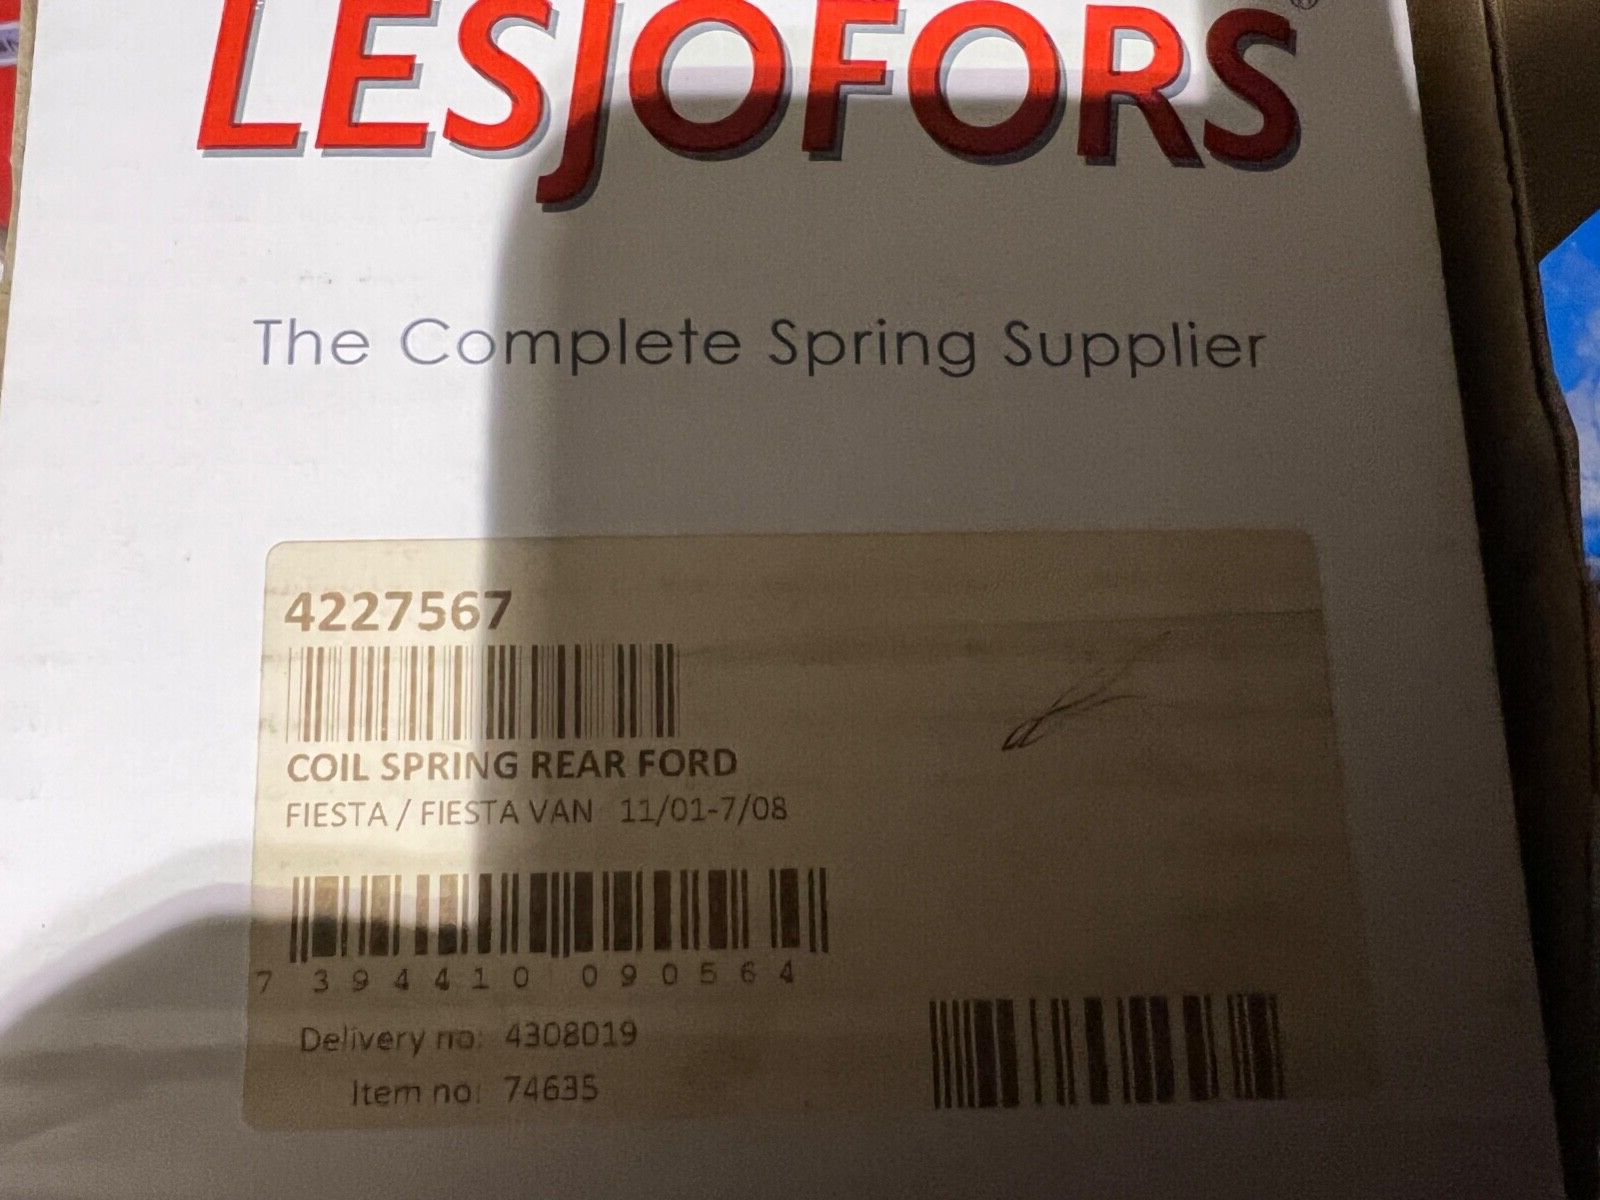 LESJOFORS®
The Complete Spring Supplier
4227567
COIL SPRING REAR FORD
FIESTA / FIESTA VAN 11/01-7/08
7 394410 090564
Delivery no: 4308019
Item no: 74635